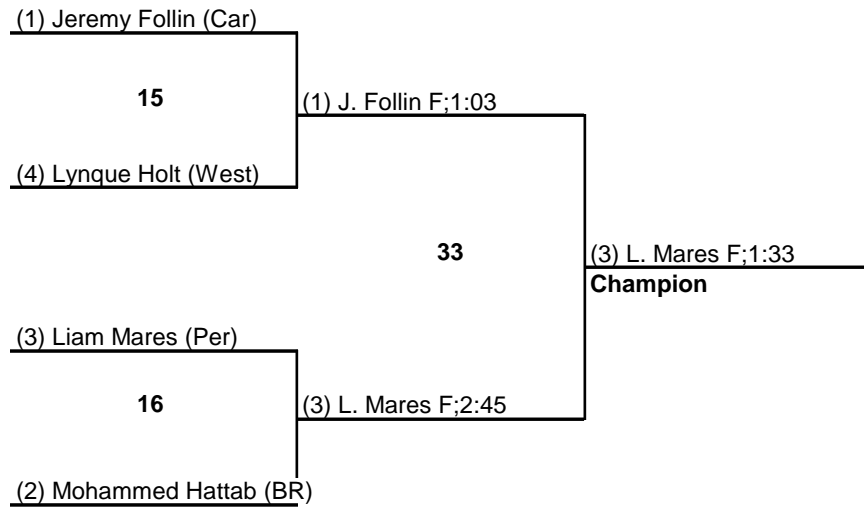 (1) Jeremy Follin (Car)
15
(1) J. Follin F;1:03
(4) Lynque Holt (West)
33
(3) L. Mares F;1:33
Champion
(3) Liam Mares (Per)
16
(3) L. Mares F;2:45
(2) Mohammed Hattab (BR)